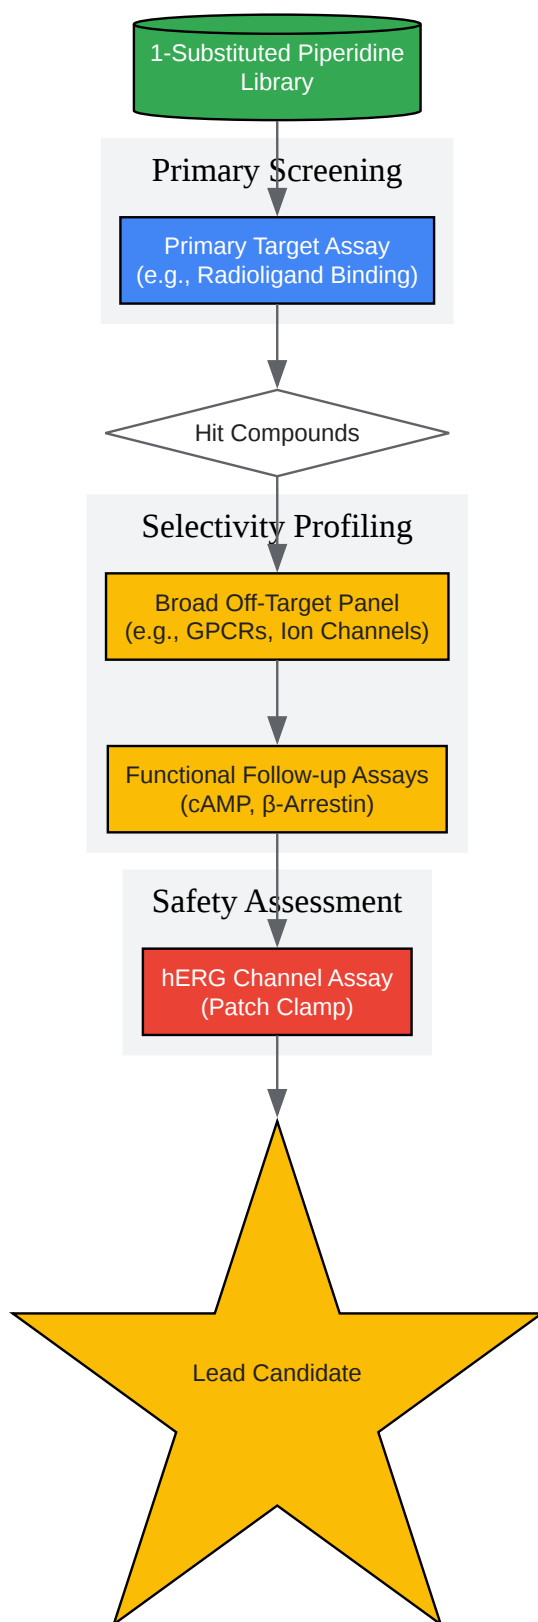 1-Substituted Piperidine
Library
Primary Screening
Primary Target Assay
(e.g., Radioligand Binding)
Hit Compounds
Selectivity Profiling
Broad Off-Target Panel
(e.g., GPCRs, Ion Channels)
Functional Follow-up Assays
(cAMP, β-Arrestin)
Safety Assessment
hERG Channel Assay
(Patch Clamp)
Lead Candidate